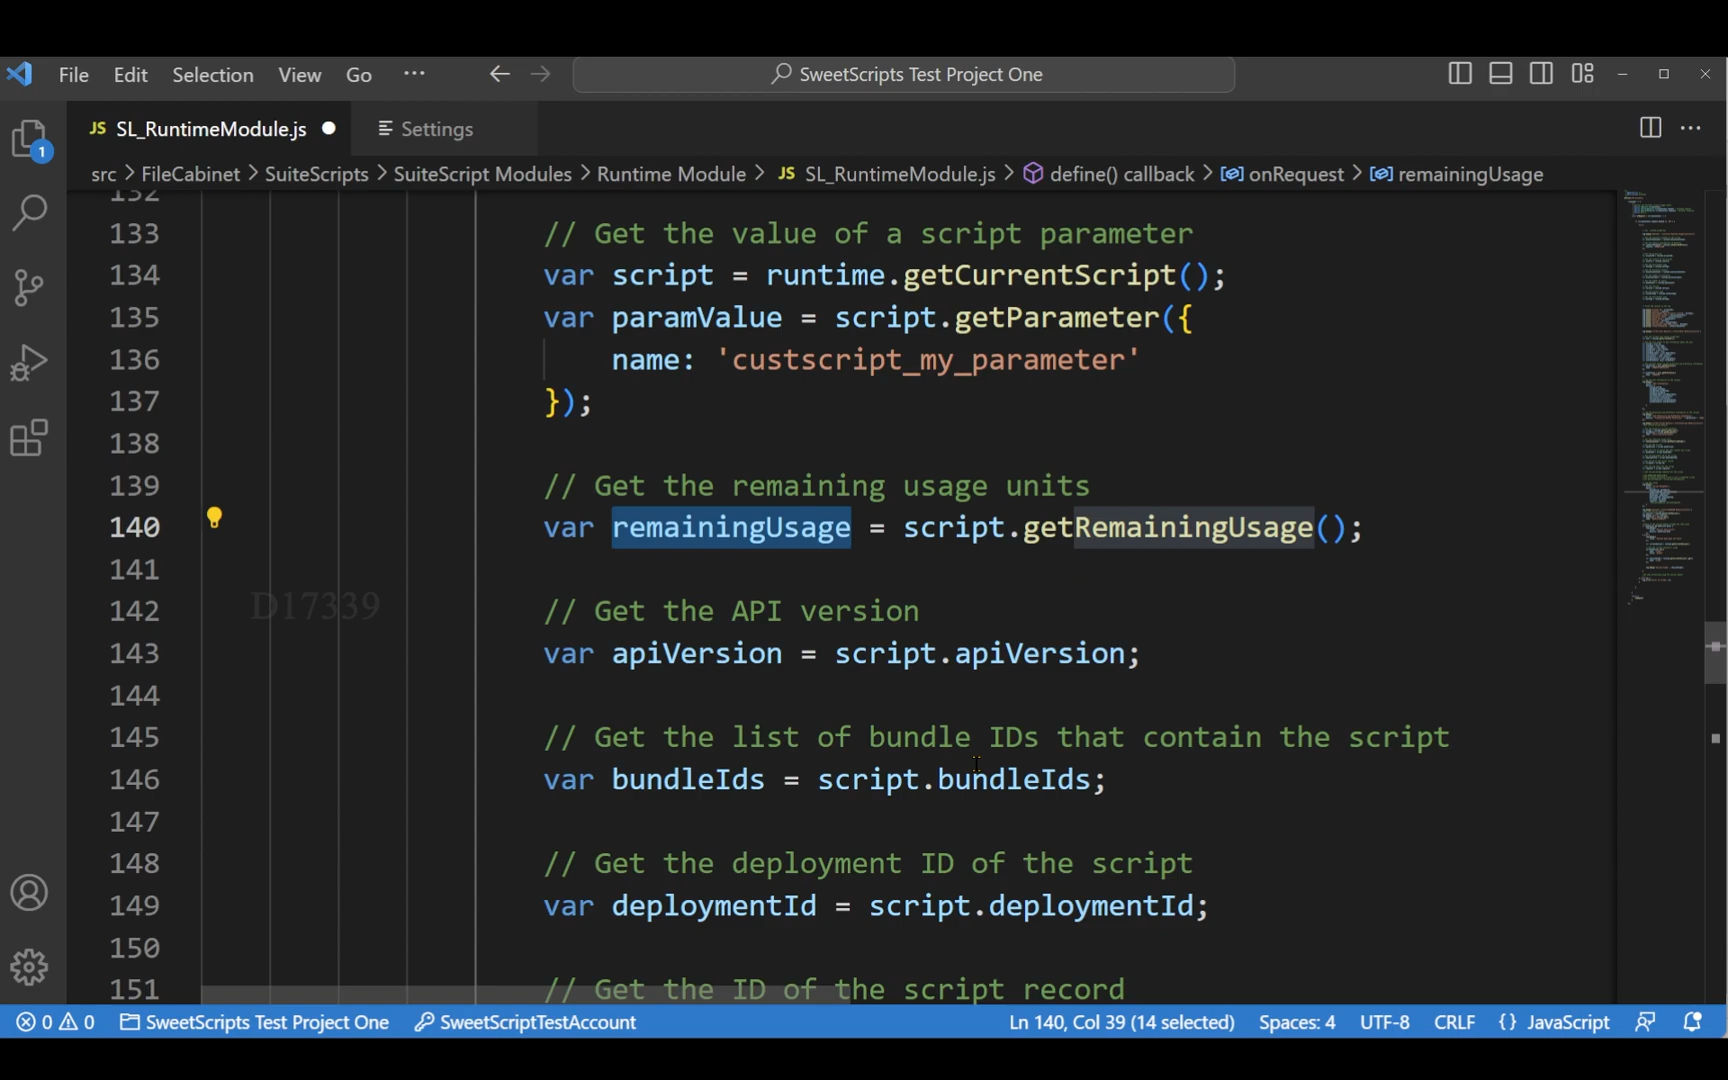 File Edit Selection View Go ··· SweetScripts Test Project One
JS SL_RuntimeModule.js Settings
1
src > FileCabinet > SuiteScripts > SuiteScript Modules > Runtime Module > JS SL_RuntimeModule.js > define() callback > onRequest > remainingUsage
132
133 // Get the value of a script parameter
134 var script = runtime.getCurrentScript();
135 var paramValue = script.getParameter({
136 name: 'custscript_my_parameter'
137 });
138
139 // Get the remaining usage units
140 var remainingUsage = script.getRemainingUsage();
141
D17339
142 // Get the API version
143 var apiVersion = script.apiVersion;
144
145 // Get the list of bundle IDs that contain the script
146 var bundleIds = script.bundleIds;
147
148 // Get the deployment ID of the script
149 var deploymentId = script.deploymentId;
150
151 // Get the ID of the script record
0 0 SweetScripts Test Project One SweetScriptTestAccount Ln 140, Col 39 (14 selected) Spaces: 4 UTF-8 CRLF {} JavaScript